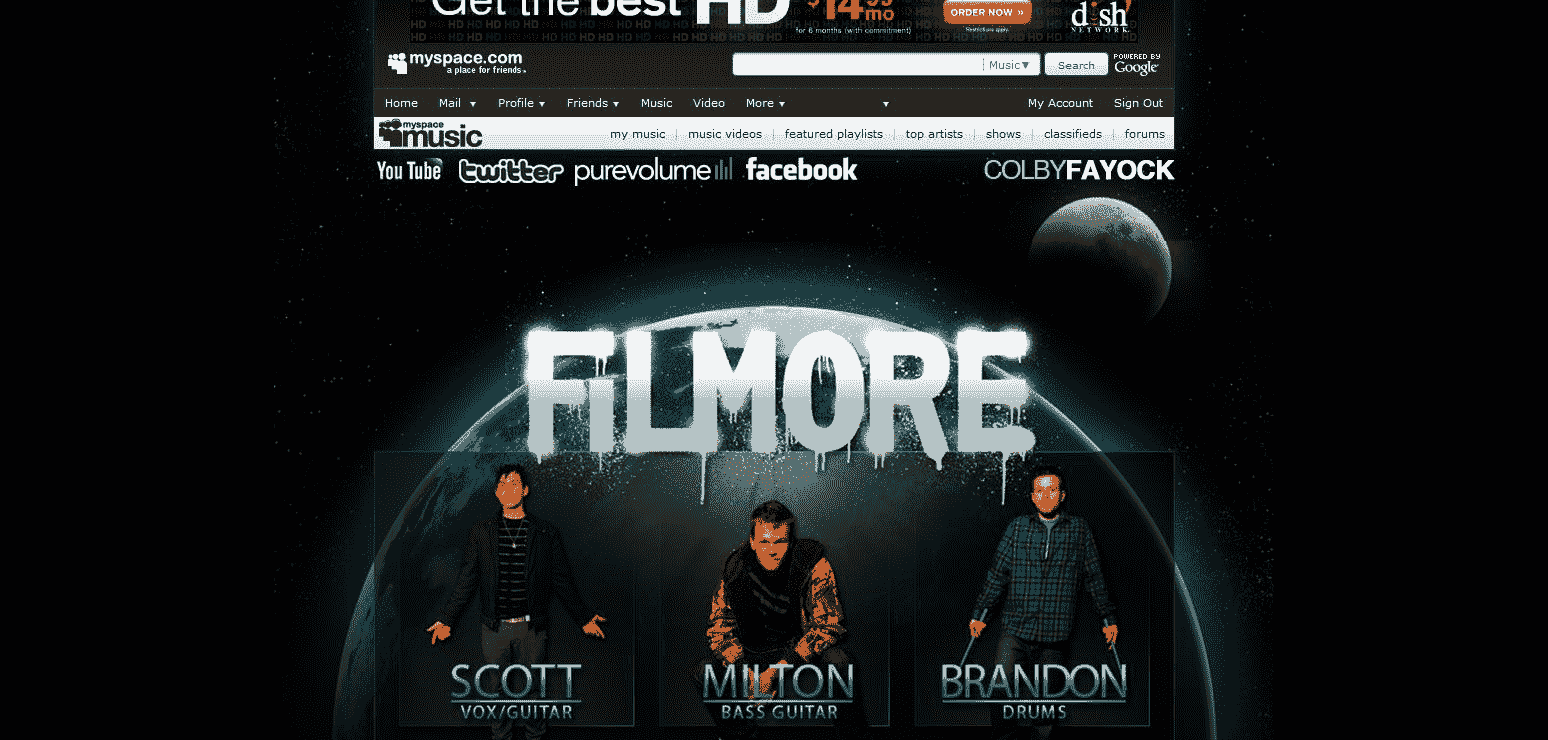 Get the best HD $14.99 mo
for 6 months (with commitment)
ORDER NOW »
Restrictions apply.
dish
NETWORK.
myspace.com
a place for friends
Music▼
Search
POWERED BY
Google
Home Mail ▼ Profile ▼ Friends ▼ Music Video More ▼ ▼ My Account Sign Out
myspace music
my music | music videos | featured playlists | top artists | shows | classifieds | forums
YouTube twitter purevolume facebook COLBYFAYOCK
FiLMORE
SCOTT MILTON BRANDON
VOX/GUITAR BASS GUITAR DRUMS